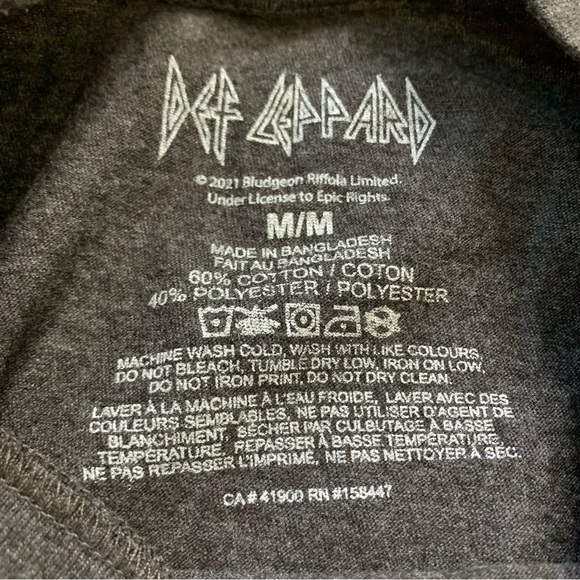 DEF LEPPARD
© 2021 Bludgeon Riffola Limited.
Under License to Epic Rights.
M/M
MADE IN BANGLADESH
FAIT AU BANGLADESH
60% COTTON / COTON
40% POLYESTER / POLYESTER
MACHINE WASH COLD, WASH WITH LIKE COLOURS,
DO NOT BLEACH, TUMBLE DRY LOW, IRON ON LOW,
DO NOT IRON PRINT, DO NOT DRY CLEAN.
LAVER À LA MACHINE À L'EAU FROIDE, LAVER AVEC DES
COULEURS SEMBLABLES, NE PAS UTILISER D'AGENT DE
BLANCHIMENT, SÉCHER PAR CULBUTAGE À BASSE
TEMPÉRATURE, REPASSER À BASSE TEMPÉRATURE,
NE PAS REPASSER L'IMPRIMÉ, NE PAS NETTOYER À SEC.
CA# 41900 RN #158447